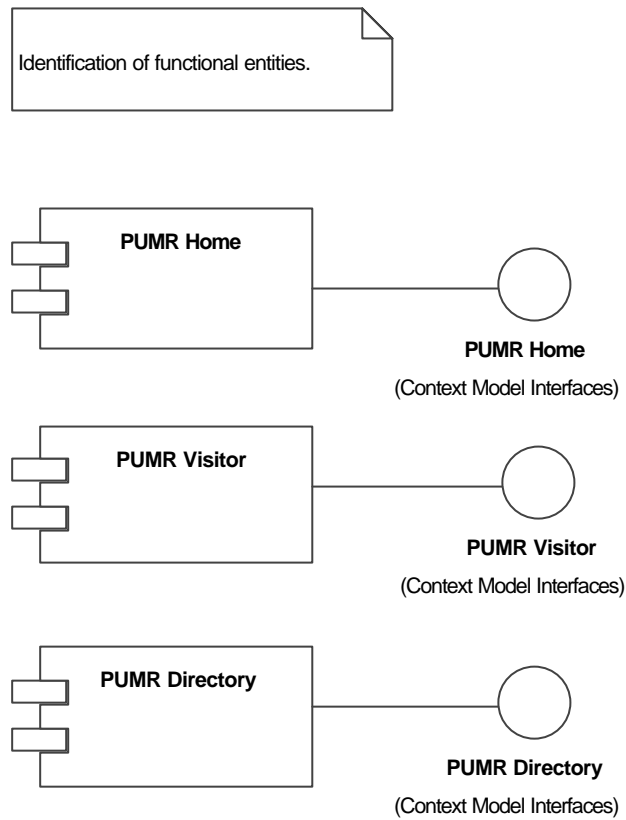 Identification of functional entities.
PUMR Home
PUMR Home
(Context Model Interfaces)
PUMR Visitor
PUMR Visitor
(Context Model Interfaces)
PUMR Directory
PUMR Directory
(Context Model Interfaces)